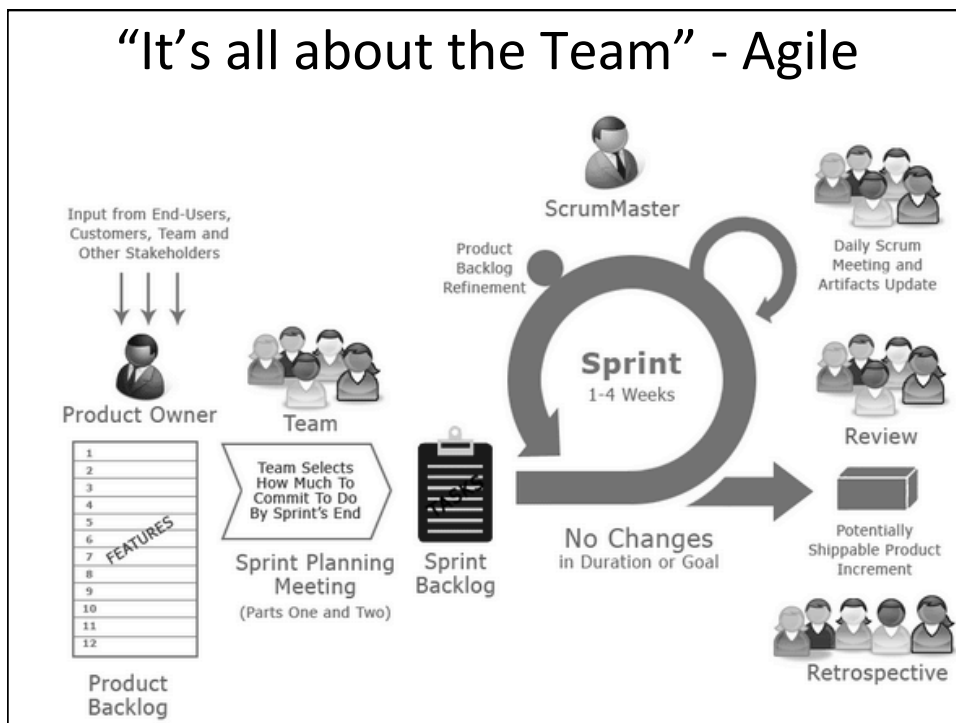 “It’s all about the Team” - Agile
Input from End-Users,
Customers, Team and
Other Stakeholders
Product Owner
1
2
3
4
5
6
7
8
9
10
11
12
FEATURES
Product
Backlog
Team
Team Selects
How Much To
Commit To Do
By Sprint's End
Sprint Planning
Meeting
(Parts One and Two)
TASKS
Sprint
Backlog
ScrumMaster
Product
Backlog
Refinement
Sprint
1-4 Weeks
No Changes
in Duration or Goal
Daily Scrum
Meeting and
Artifacts Update
Review
Potentially
Shippable Product
Increment
Retrospective